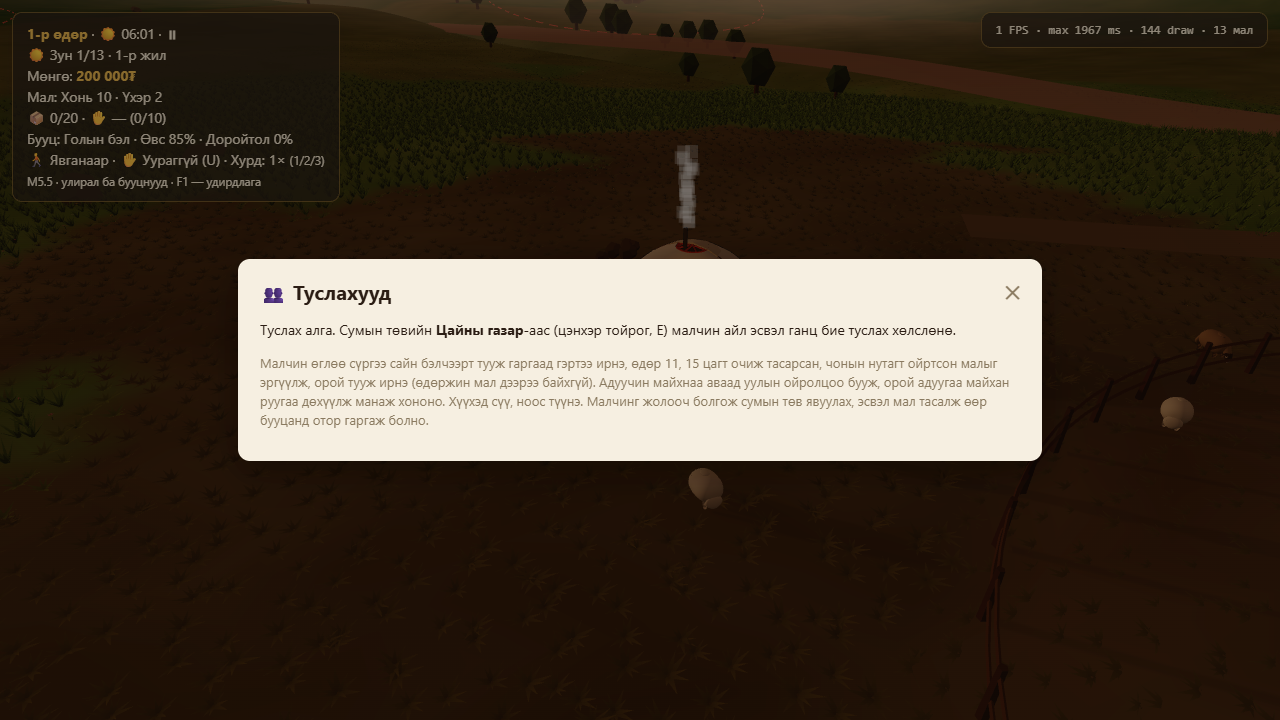 1-р өдөр · 06:01 · ⏸
Зун 1/13 · 1-р жил
Мөнгө: 200 000₮
Мал: Хонь 10 · Үхэр 2
0/20 · — (0/10)
Бууц: Голын бэл · Өвс 85% · Доройтол 0%
Явганаар · Уураггүй (U) · Хурд: 1× (1/2/3)
M5.5 · улирал ба бууцнууд · F1 — удирдлага
1 FPS · max 1967 ms · 144 draw · 13 мал
Туслахууд
Туслах алга. Сумын төвийн Цайны газар-аас (цэнхэр тойрог, E) малчин айл эсвэл ганц бие туслах хөлслөнө.
Малчин өглөө сүргээ сайн бэлчээрт тууж гаргаад гэртээ ирнэ, өдөр 11, 15 цагт очиж тасарсан, чонын нутагт ойртсон малыг
эргүүлж, орой тууж ирнэ (өдөржин мал дээрээ байхгүй). Адуучин майхнаа аваад уулын ойролцоо бууж, орой адуугаа майхан
руугаа дөхүүлж манаж хононо. Хүүхэд сүү, ноос түүнэ. Малчинг жолооч болгож сумын төв явуулах, эсвэл мал тасалж өөр
бууцанд отор гаргаж болно.